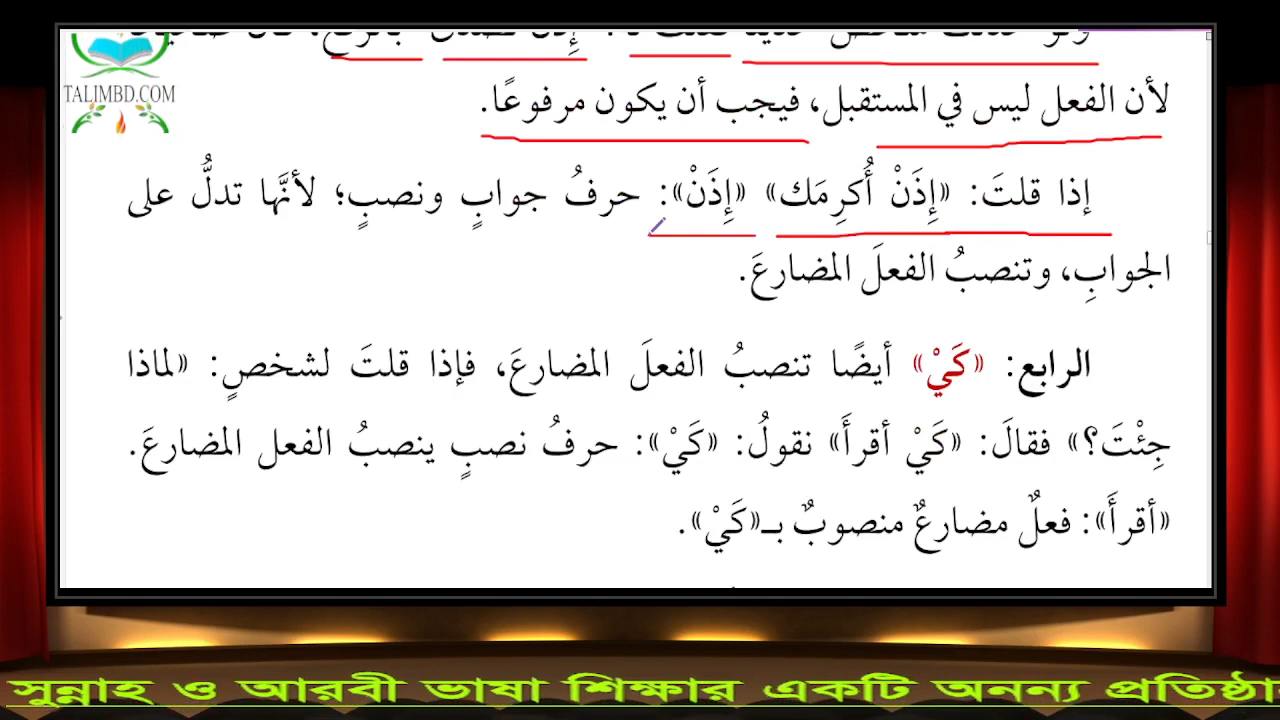 TALIMBD.COM
لأن الفعل ليس في المستقبل، فيجب أن يكون مرفوعًا.
إذا قلتَ: «إِذَنْ أُكرِمَك» «إِذَنْ»: حرفُ جوابٍ ونصبٍ؛ لأنَّها تدلُّ على
الجوابِ، وتنصبُ الفعلَ المضارعَ.
الرابع: «كَيْ» أيضًا تنصبُ الفعلَ المضارعَ، فإذا قلتَ لشخصٍ: «لماذا
جِئْتَ؟» فقالَ: «كَيْ أقرأَ» نقولُ: «كَيْ»: حرفُ نصبٍ ينصبُ الفعل المضارعَ.
«أقرأَ»: فعلٌ مضارعٌ منصوبٌ بـ«كَيْ».
সুন্নাহ ও আরবী ভাষা শিক্ষার একটি অনন্য প্রতিষ্ঠা